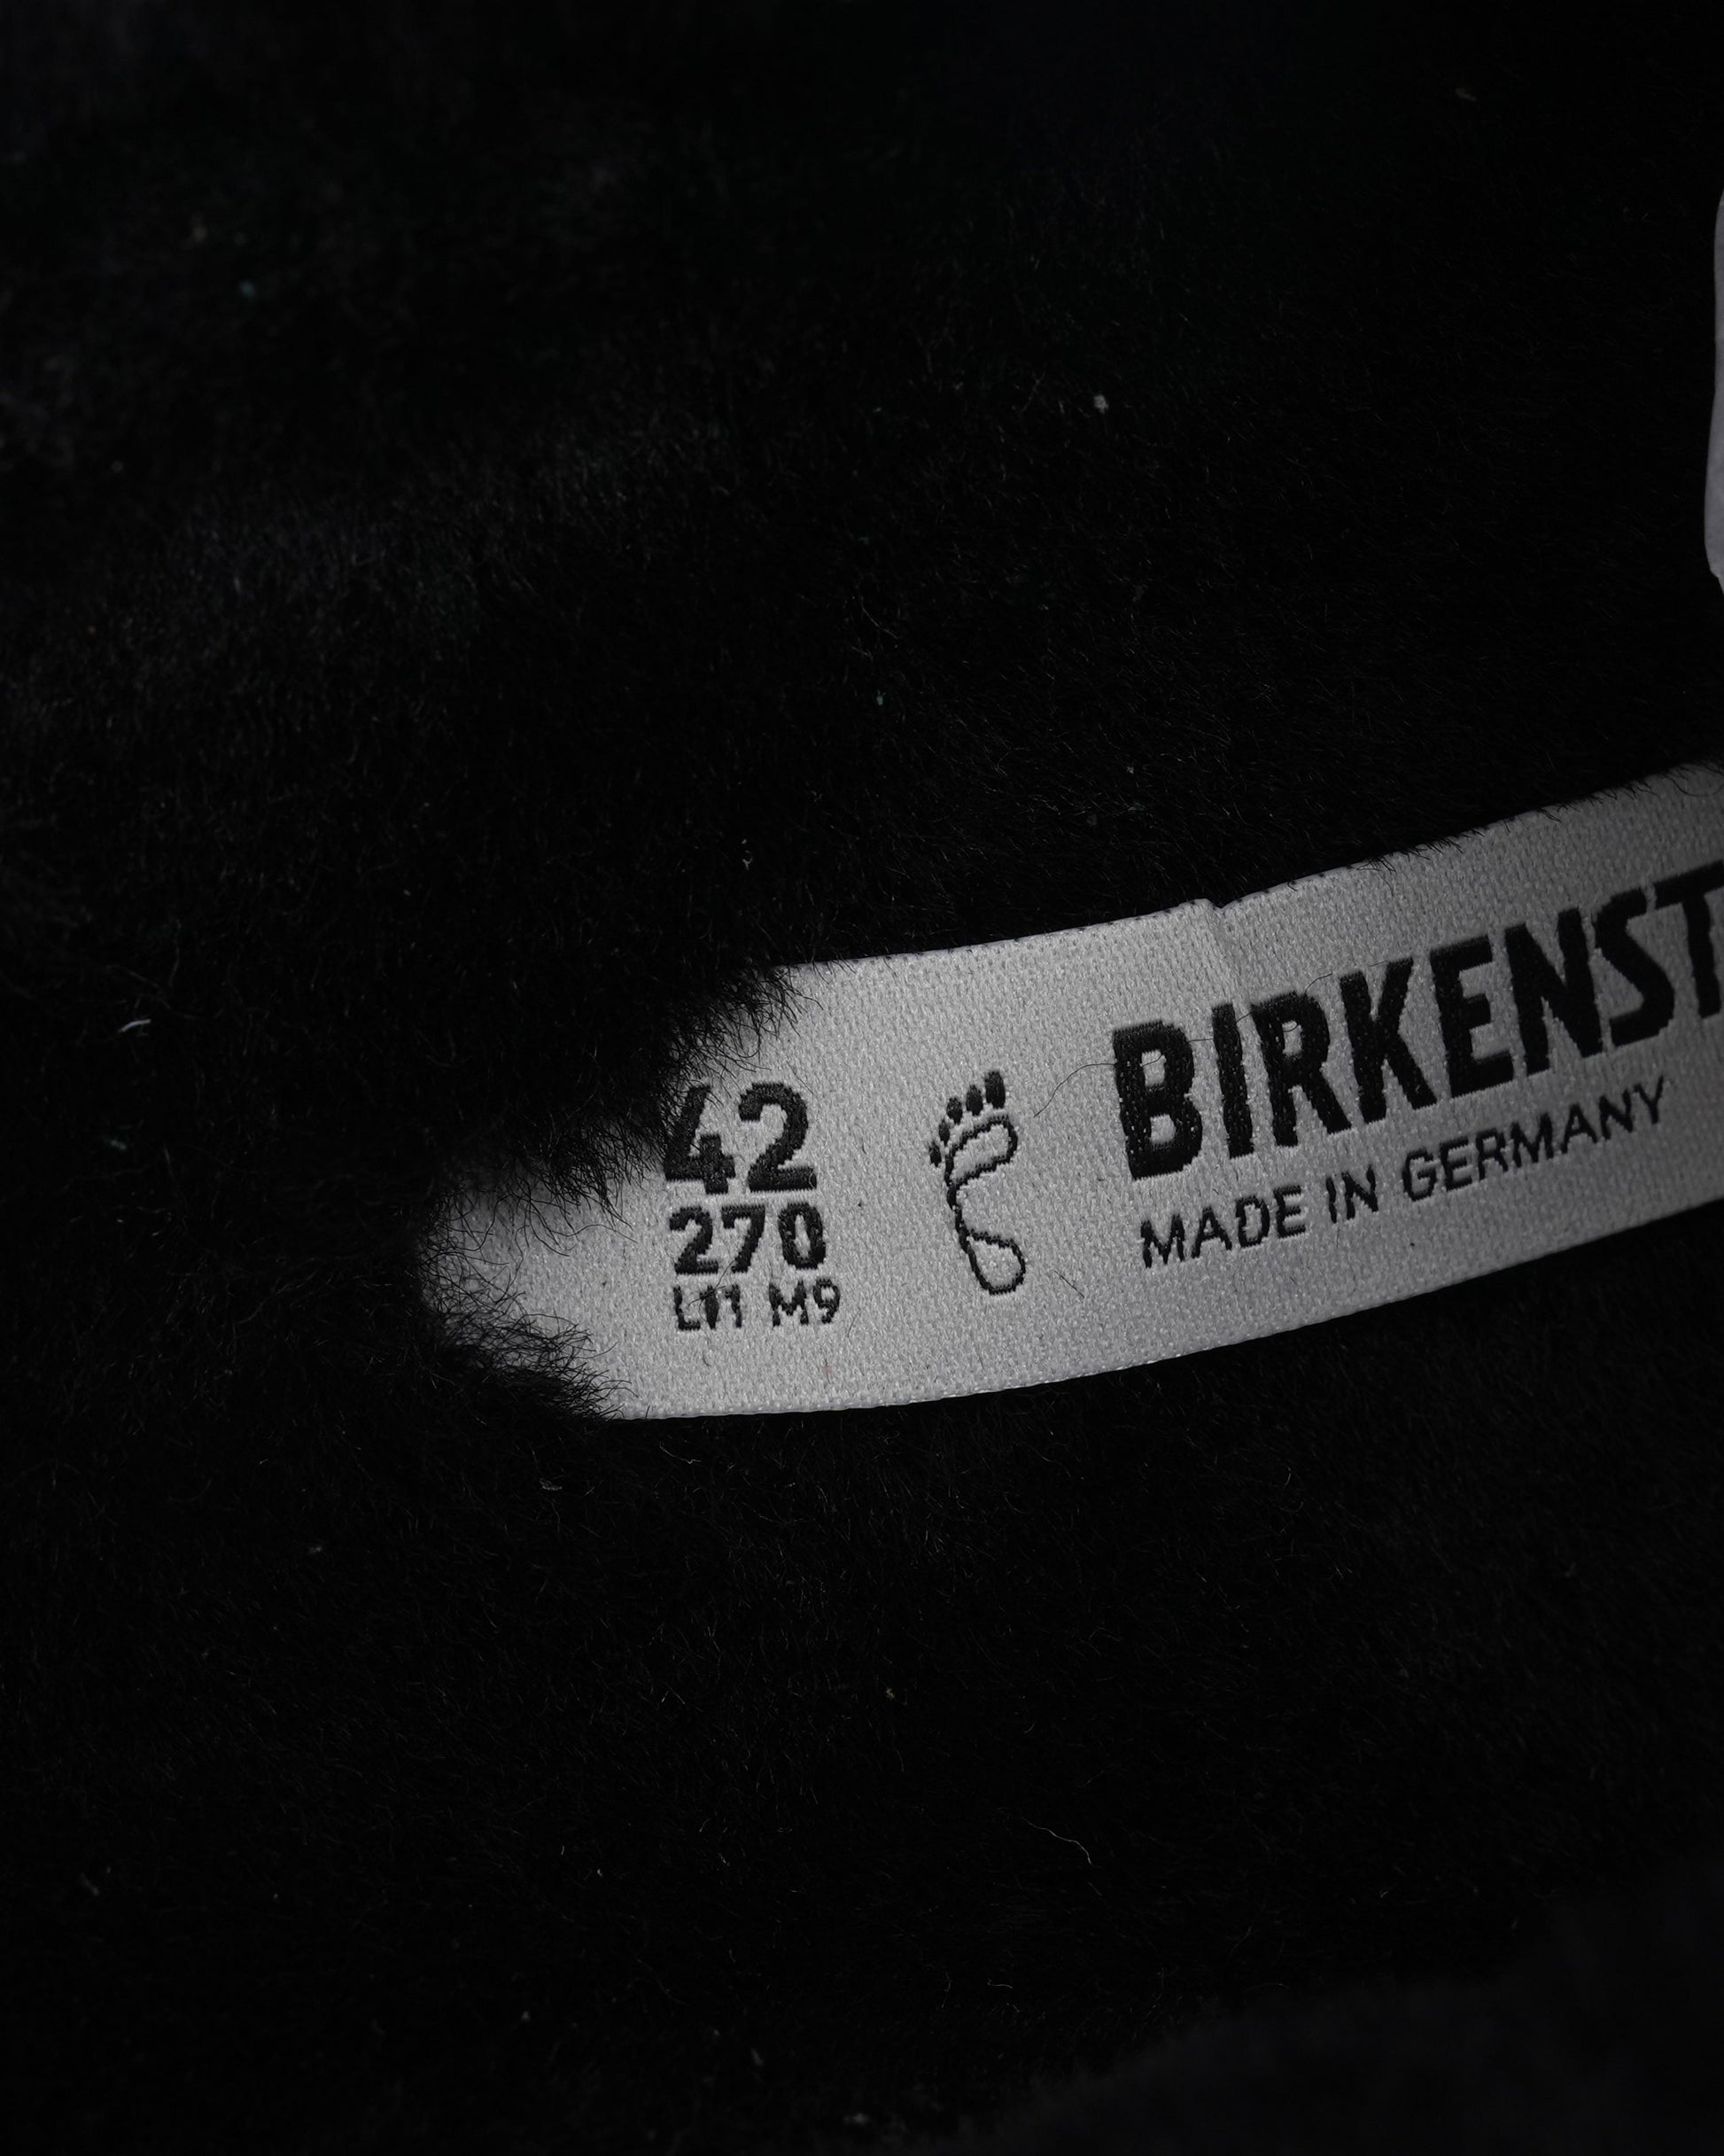 42
270
L11 M9
BIRKENST
MADE IN GERMANY